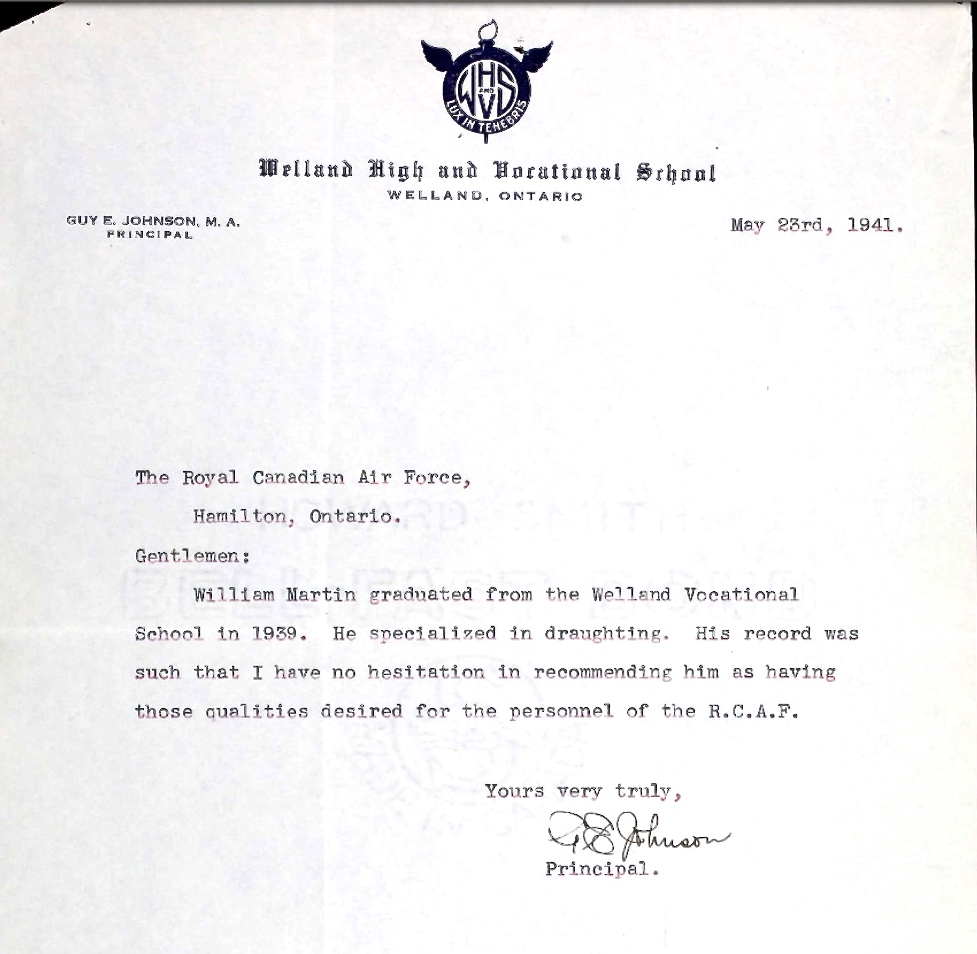 WHVS
AND
LUX IN TENEBRIS
Welland High and Vocational School
WELLAND, ONTARIO
GUY E. JOHNSON, M. A.
PRINCIPAL
May 23rd, 1941.
The Royal Canadian Air Force,
Hamilton, Ontario.
Gentlemen:
William Martin graduated from the Welland Vocational
School in 1939. He specialized in draughting. His record was
such that I have no hesitation in recommending him as having
those qualities desired for the personnel of the R.C.A.F.
Yours very truly,
G E Johnson
Principal.